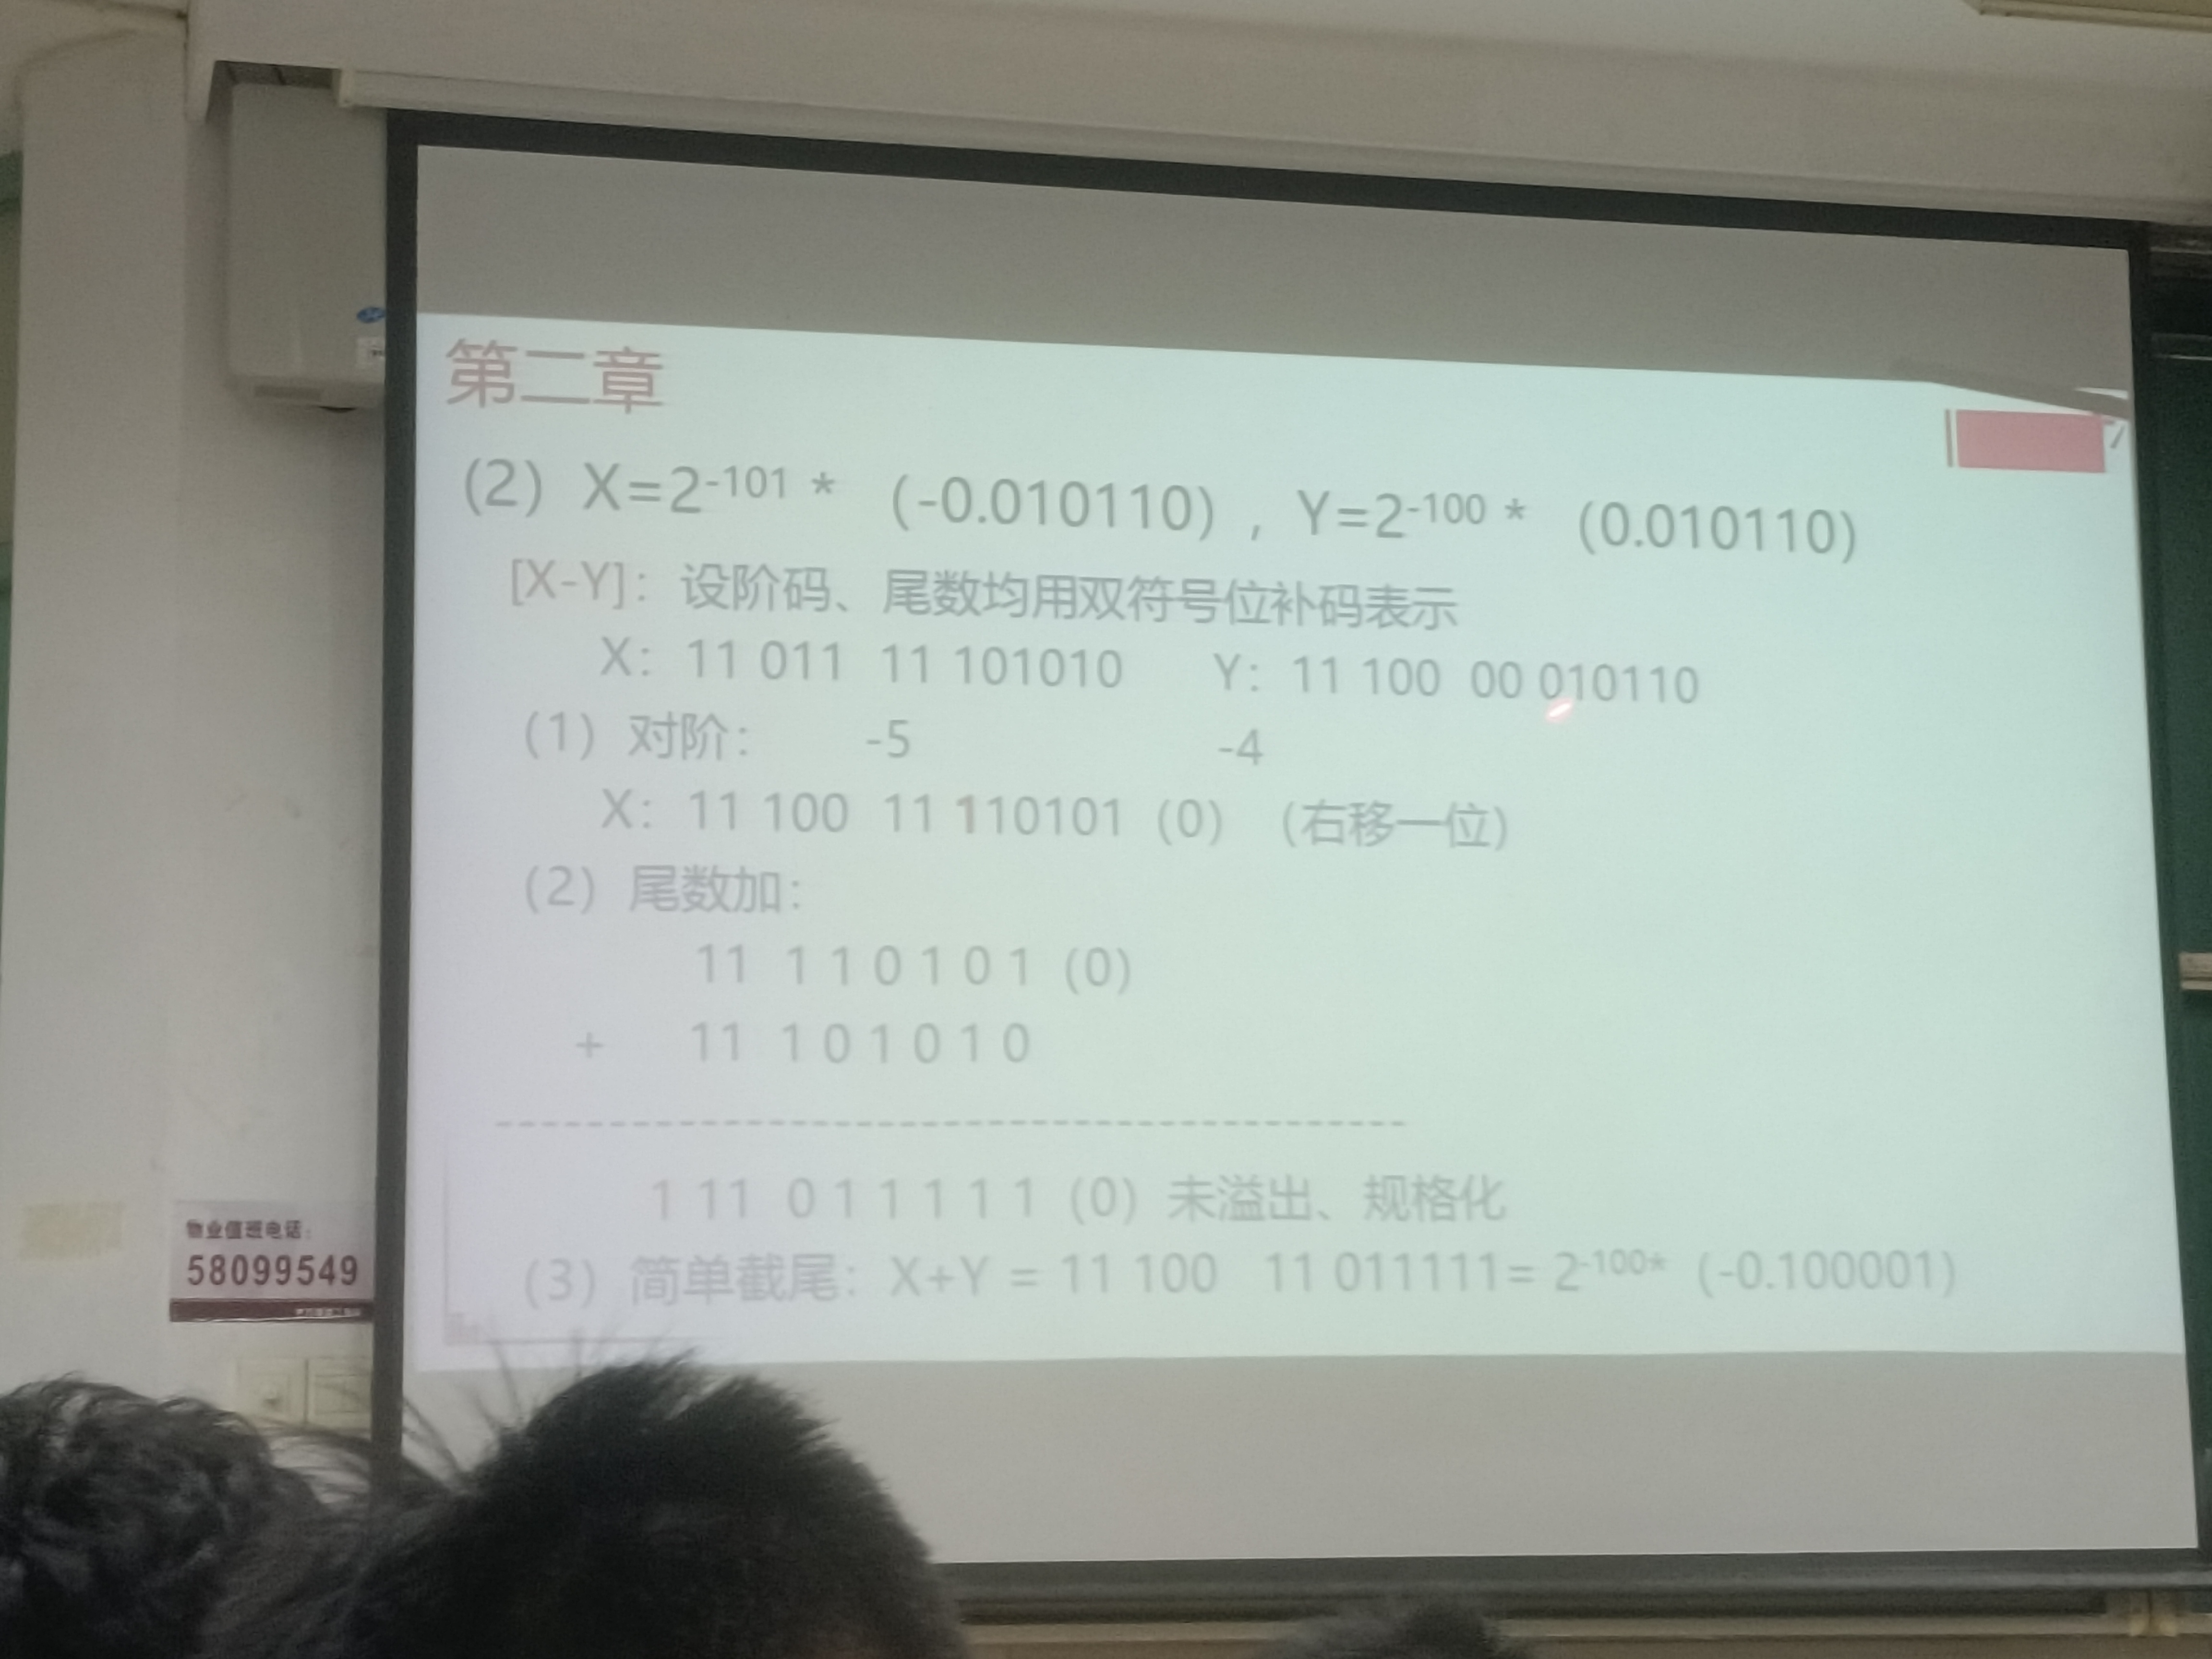 第二章
(2) X=2-101 * (-0.010110) , Y=2-100 * (0.010110)
[X-Y]: 设阶码、尾数均用双符号位补码表示
X: 11 011 11 101010 Y: 11 100 00 010110
(1) 对阶: -5 -4
X: 11 100 11 110101 (0) (右移一位)
(2) 尾数加:
11 1 1 0 1 0 1 (0)
+ 11 1 0 1 0 1 0
1 11 0 1 1 1 1 1 (0) 未溢出、规格化
(3) 简单截尾: X+Y = 11 100 11 011111= 2-100* (-0.100001)
物业值班电话:
58099549